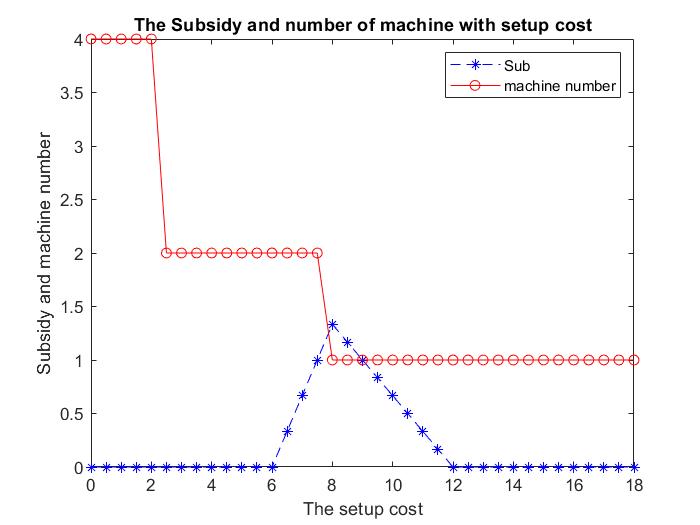 The Subsidy and number of machine with setup cost
4
3.5
3
2.5
2
1.5
1
0.5
0
Subsidy and machine number
Sub
machine number
0 2 4 6 8 10 12 14 16 18
The setup cost